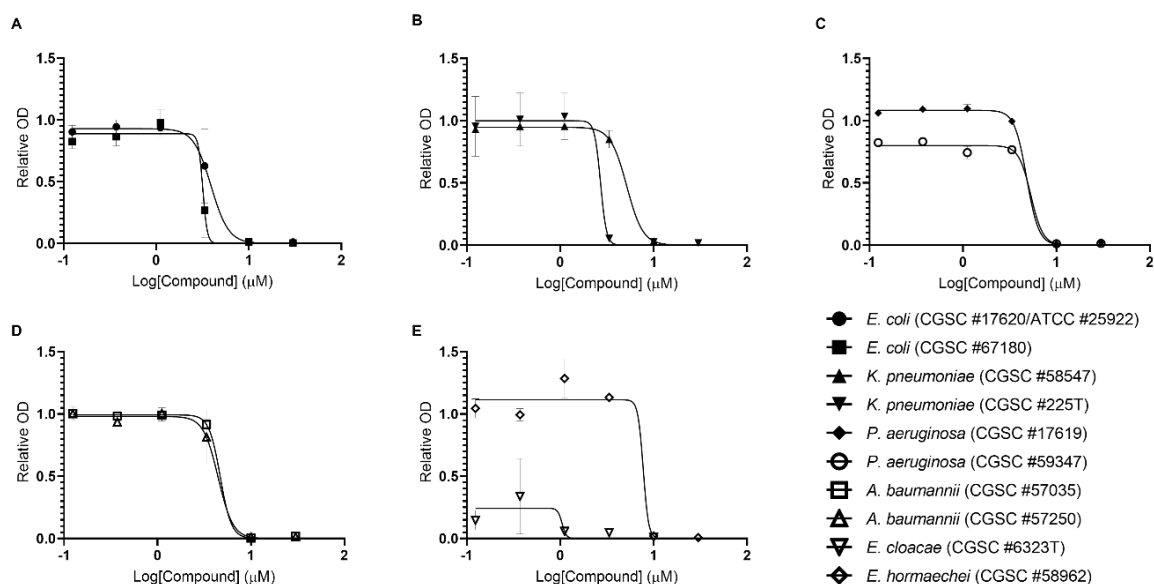 A
Relative OD
1.5
1.0
0.5
0.0
-1
0
1
2
Log[Compound] (μM)
B
Relative OD
1.5
1.0
0.5
0.0
-1
0
1
2
Log[Compound] (μM)
C
Relative OD
1.5
1.0
0.5
0.0
-1
0
1
2
Log[Compound] (μM)
D
Relative OD
1.5
1.0
0.5
0.0
-1
0
1
2
Log[Compound] (μM)
E
Relative OD
1.5
1.0
0.5
0.0
-1
0
1
2
Log[Compound] (μM)
E. coli (CGSC #17620/ATCC #25922)
E. coli (CGSC #67180)
K. pneumoniae (CGSC #58547)
K. pneumoniae (CGSC #225T)
P. aeruginosa (CGSC #17619)
P. aeruginosa (CGSC #59347)
A. baumannii (CGSC #57035)
A. baumannii (CGSC #57250)
E. cloacae (CGSC #6323T)
E. hormaechei (CGSC #58962)